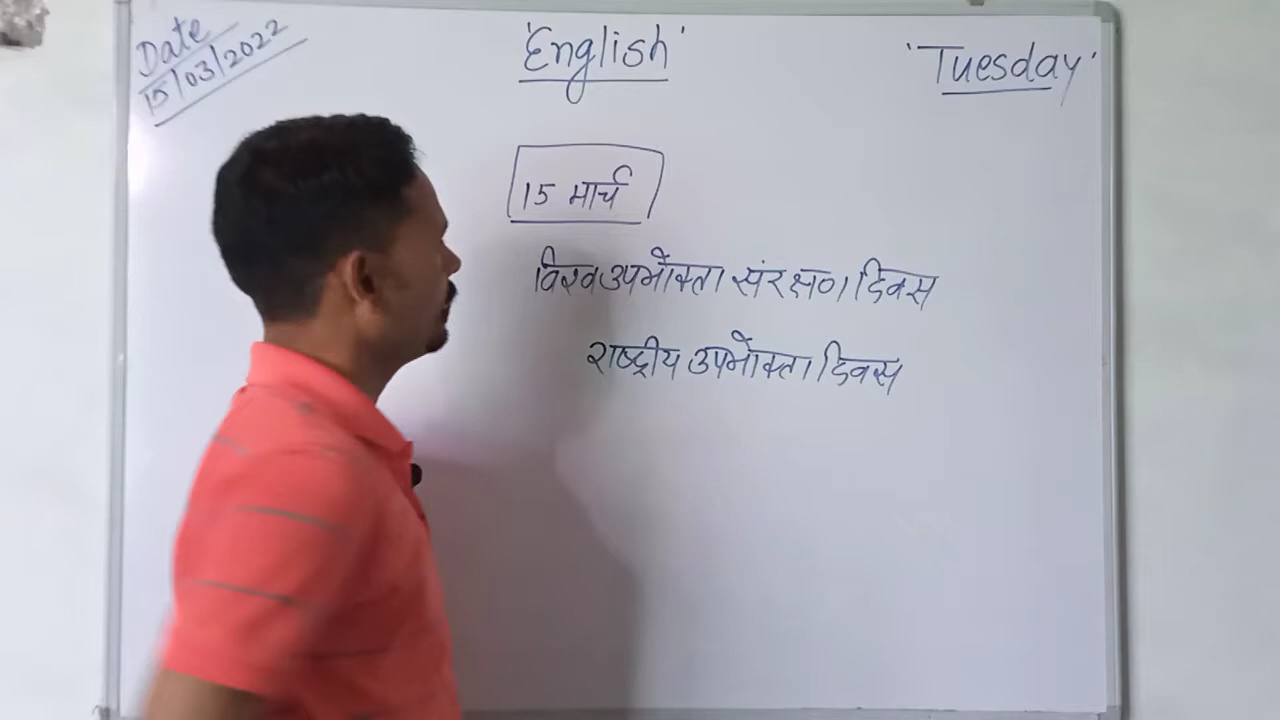 Date
15/03/2022
'English'
'Tuesday'
15 मार्च
विश्व उपभोक्ता संरक्षण दिवस
राष्ट्रीय उपभोक्ता दिवस